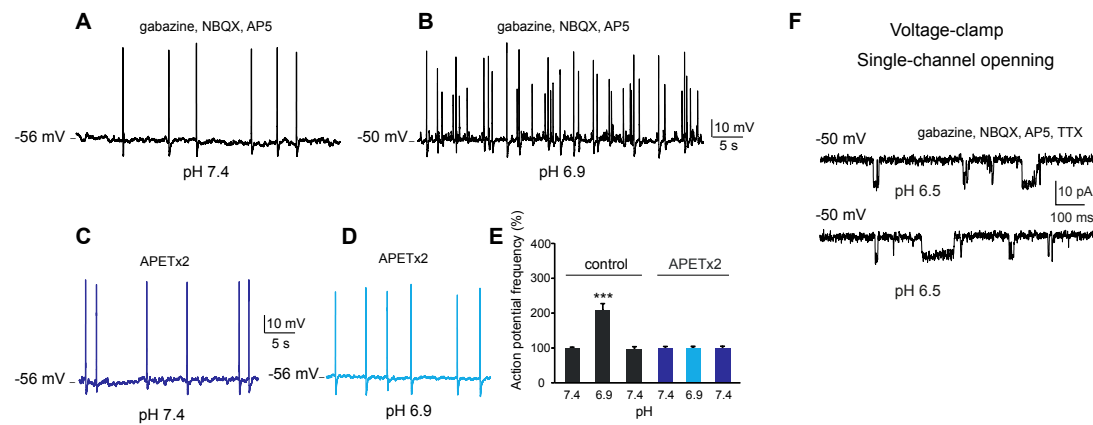 A
gabazine, NBQX, AP5
-56 mV
pH 7.4
B
gabazine, NBQX, AP5
-50 mV
10 mV
5 s
pH 6.9
C
APETx2
10 mV
5 s
-56 mV
pH 7.4
D
APETx2
-56 mV
pH 6.9
E
Action potential frequency (%)
400
300
200
100
0
control
APETx2
***
7.4 6.9 7.4 7.4 6.9 7.4
pH
F
Voltage-clamp
Single-channel openning
gabazine, NBQX, AP5, TTX
-50 mV
pH 6.5
10 pA
100 ms
-50 mV
pH 6.5